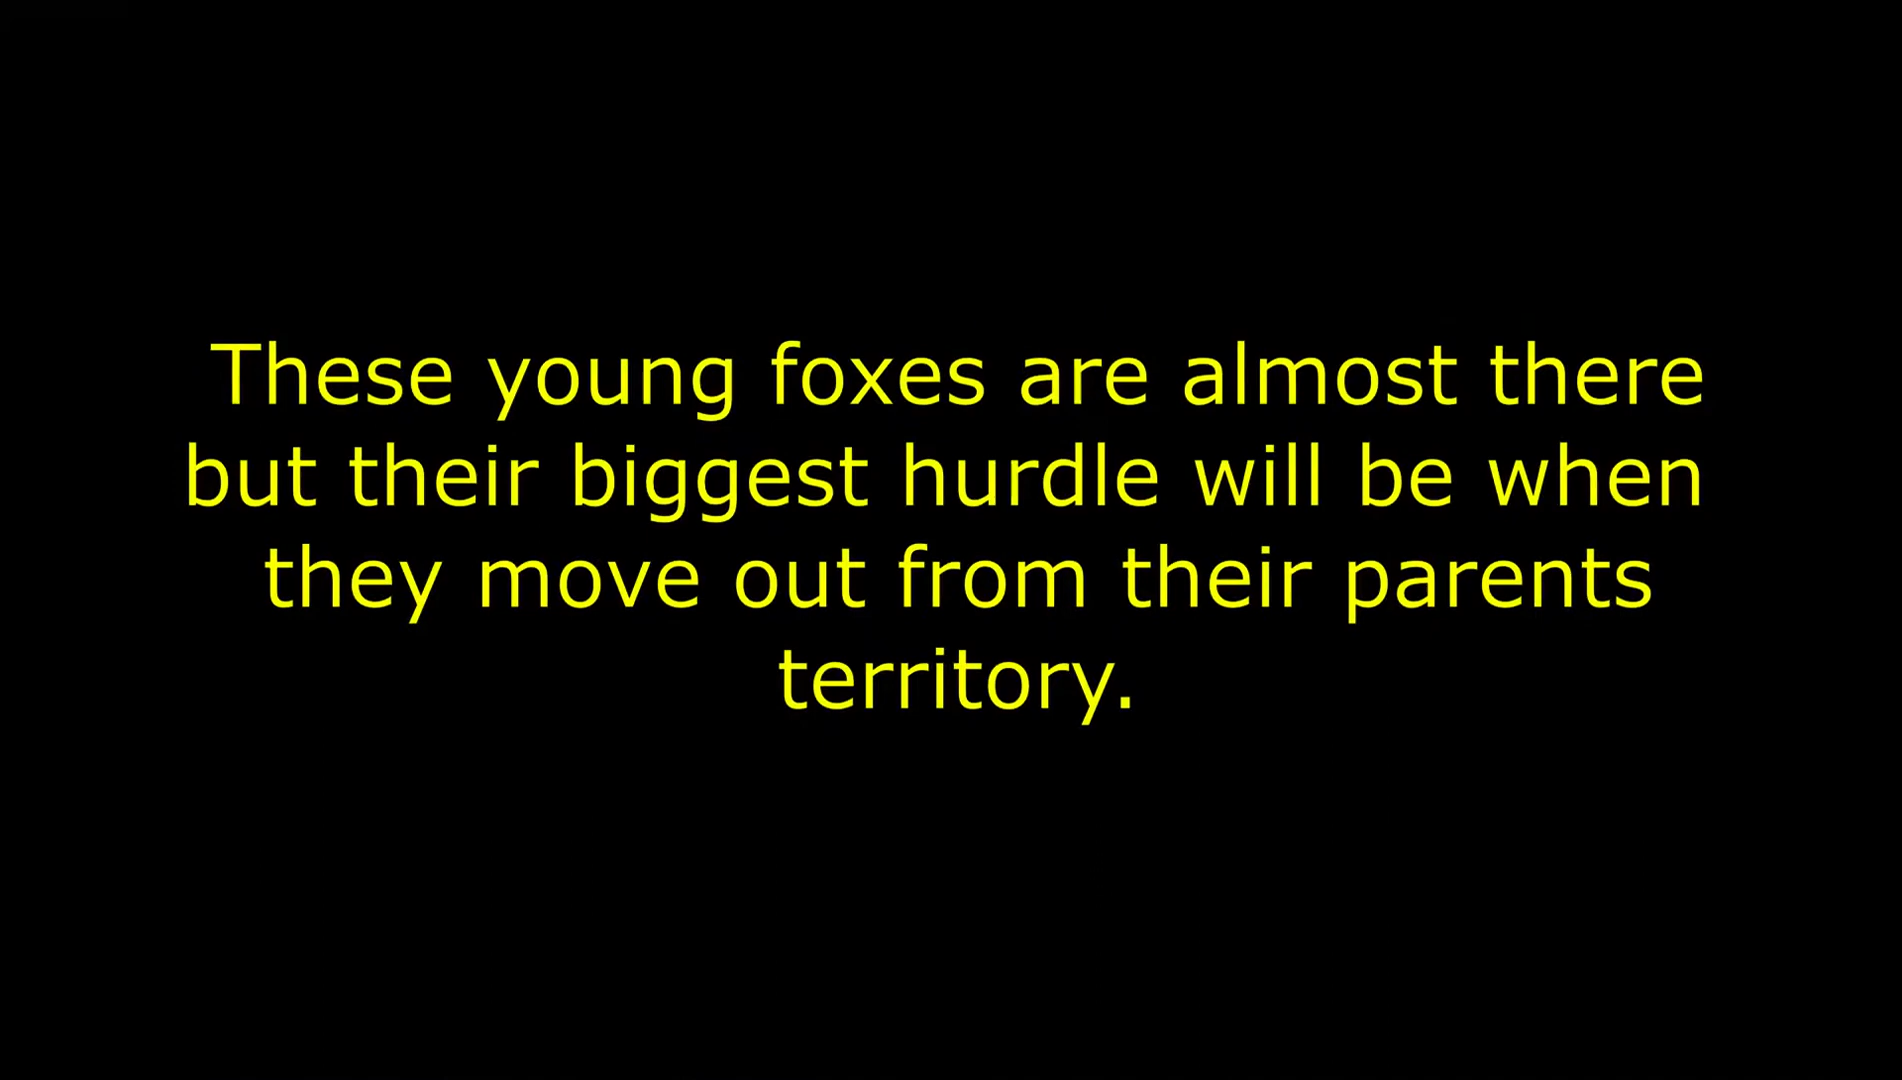 These young foxes are almost there
but their biggest hurdle will be when
they move out from their parents
territory.